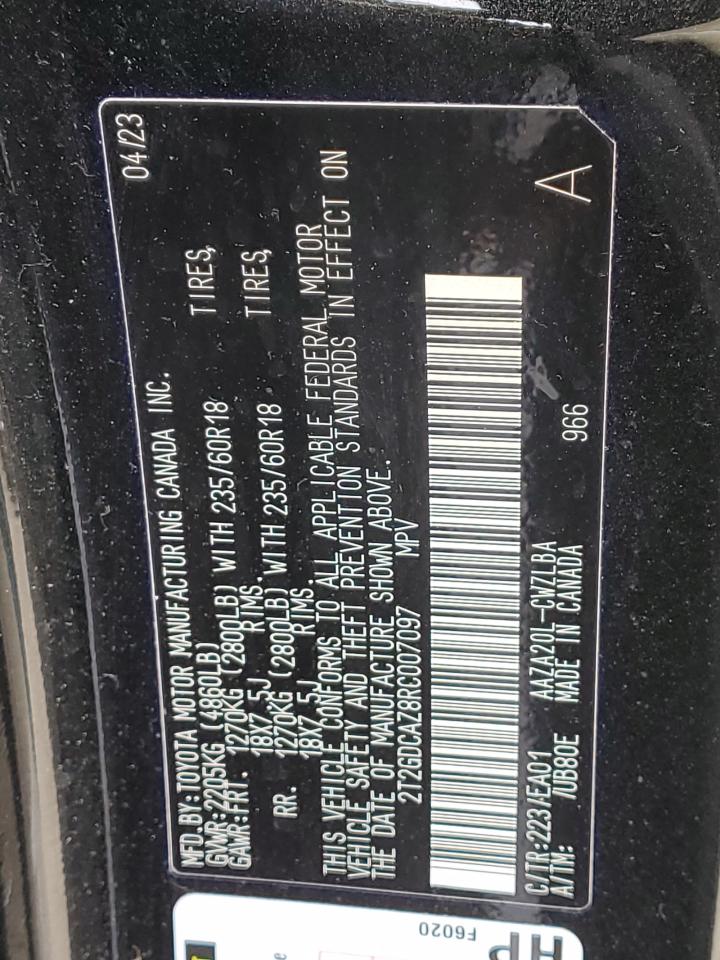 MFD.BY:TOYOTA MOTOR MANUFACTURING CANADA INC. 04/23
GVWR:2205KG (4860LB)
GAWR:FRT. 1270KG (2800LB) WITH 235/60R18 TIRES,
18X7.5J RIMS.
RR. 1270KG (2800LB) WITH 235/60R18 TIRES,
18X7.5J RIMS
THIS VEHICLE CONFORMS TO ALL APPLICABLE FEDERAL MOTOR
VEHICLE SAFETY AND THEFT PREVENTION STANDARDS IN EFFECT ON
THE DATE OF MANUFACTURE SHOWN ABOVE.
2T2GDCAZ8RC007097 MPV
C/TR:223/EA01 AAZA20L-CWZLBA
A/TM: /UB80E MADE IN CANADA 966
A
F6020